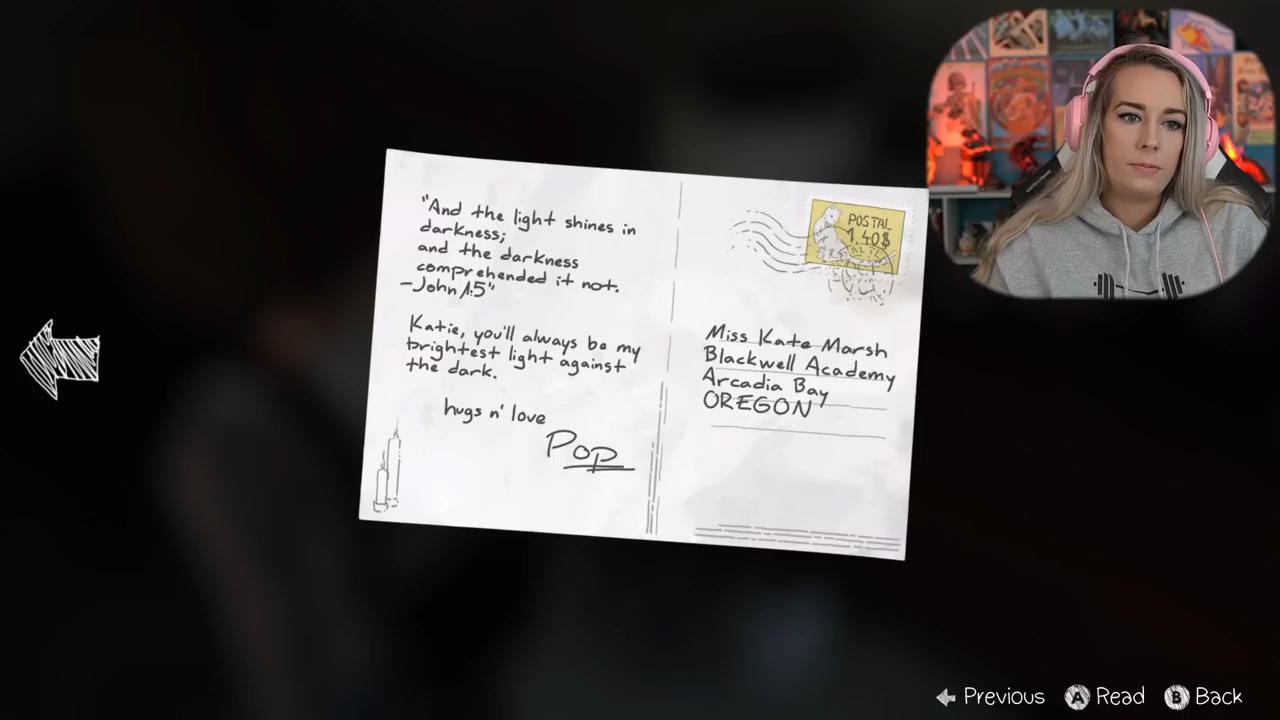 "And the light shines in
darkness;
and the darkness
comprehended it not.
-John 1:5"
Katie, you'll always be my
brightest light against
the dark.
hugs n' love
Pop
POSTAL
1.40$
Miss Kate Marsh
Blackwell Academy
Arcadia Bay
OREGON
Previous
A Read
B Back